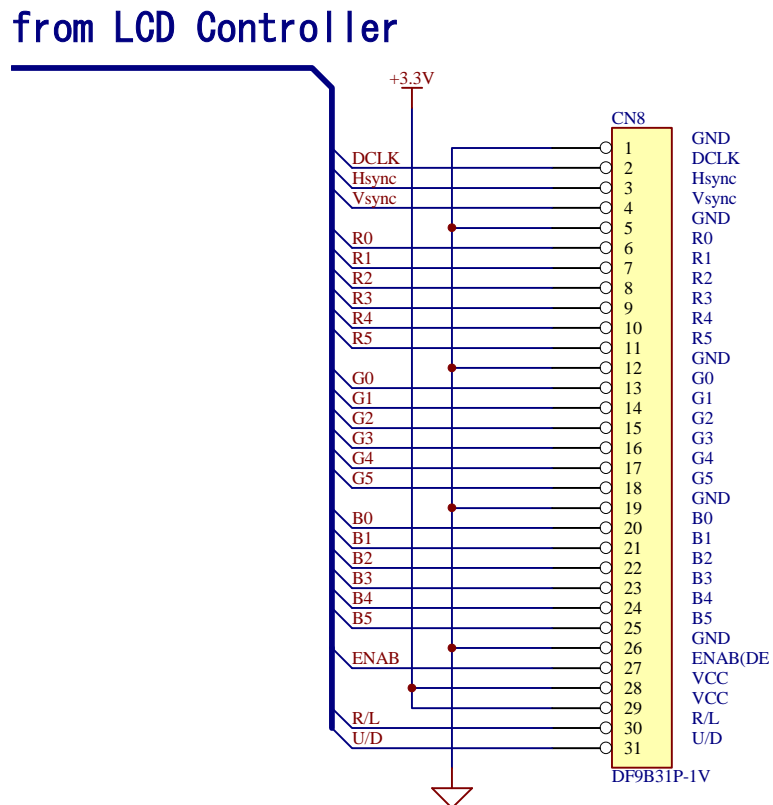 from LCD Controller
+3.3V
CN8
1 GND
DCLK 2 DCLK
Hsync 3 Hsync
Vsync 4 Vsync
5 GND
R0 6 R0
R1 7 R1
R2 8 R2
R3 9 R3
R4 10 R4
R5 11 R5
12 GND
G0 13 G0
G1 14 G1
G2 15 G2
G3 16 G3
G4 17 G4
G5 18 G5
19 GND
B0 20 B0
B1 21 B1
B2 22 B2
B3 23 B3
B4 24 B4
B5 25 B5
26 GND
ENAB 27 ENAB(DE
28 VCC
29 VCC
R/L 30 R/L
U/D 31 U/D
DF9B31P-1V